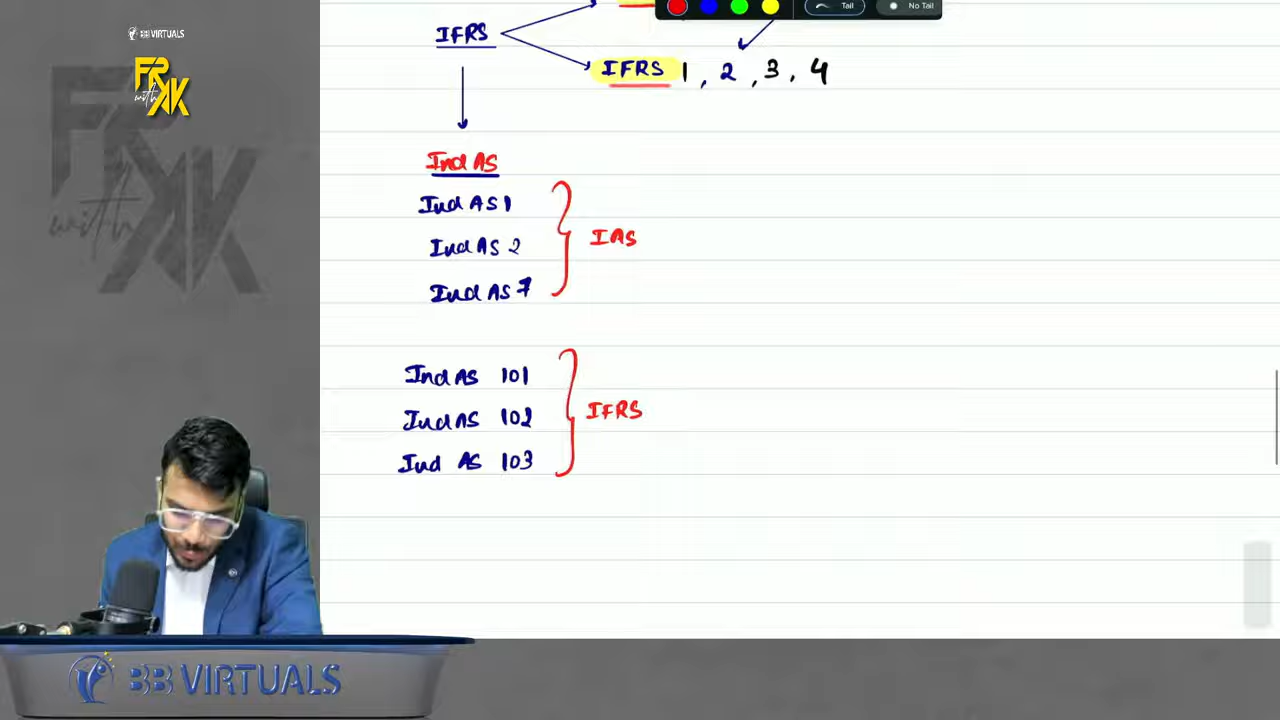 BB VIRTUALS
FR
with
KK
Tail
No Tail
IFRS
IFRS 1, 2, 3, 4
Ind AS
Ind AS 1
Ind AS 2
Ind AS 7
IAS
Ind AS 101
Ind AS 102
Ind AS 103
IFRS
BB VIRTUALS